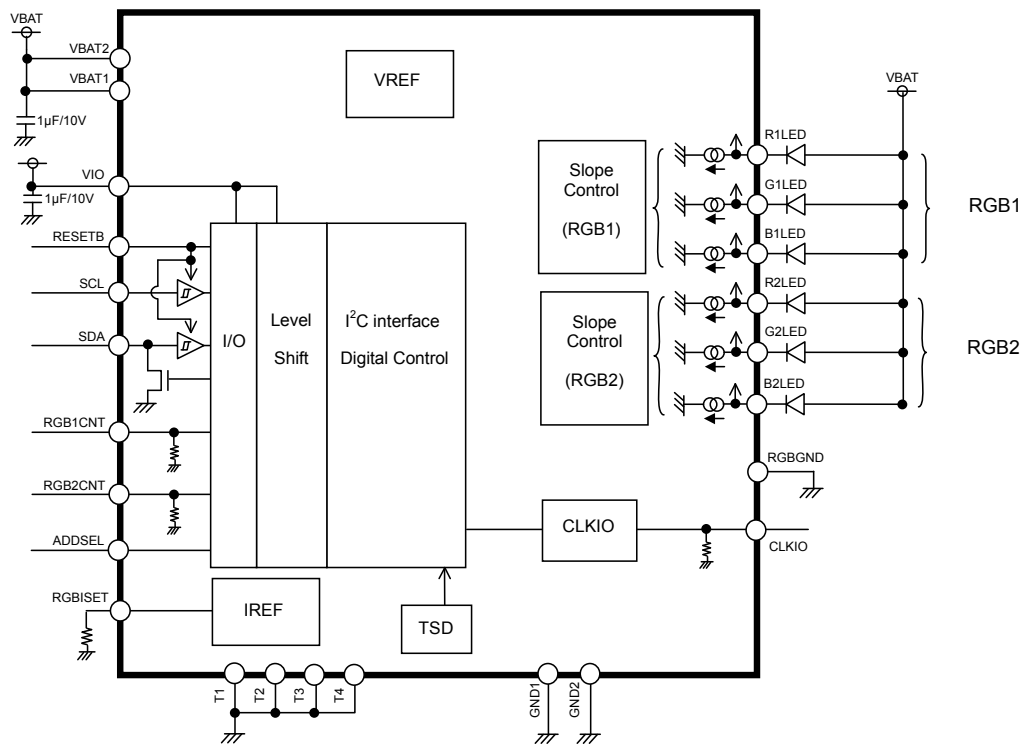 VBAT
VBAT2
VBAT1
1μF/10V
VIO
1μF/10V
RESETB
SCL
SDA
RGB1CNT
RGB2CNT
ADDSEL
RGBISET
VREF
I/O
Level
Shift
I²C interface
Digital Control
IREF
TSD
CLKIO
Slope
Control
(RGB1)
Slope
Control
(RGB2)
VBAT
R1LED
G1LED
B1LED
R2LED
G2LED
B2LED
RGBGND
CLKIO
RGB1
RGB2
T1
T2
T3
T4
GND1
GND2